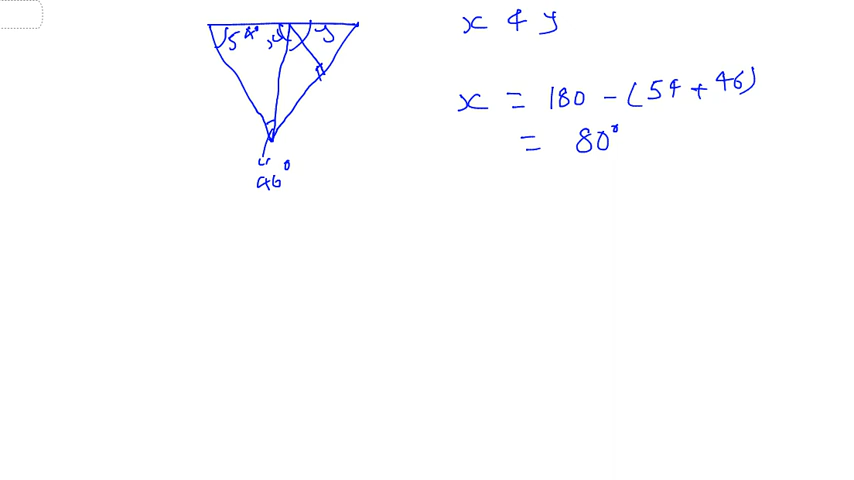 x & y
54° x y
x = 180 - (54 + 46)
= 80°
46°